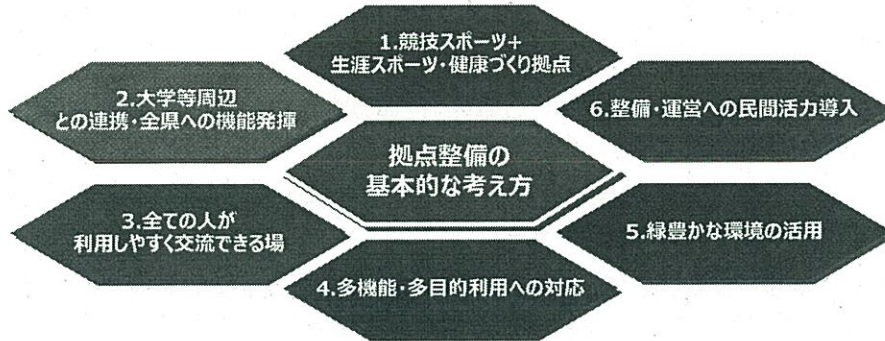 拠点整備の
基本的な考え方
1.競技スポーツ+
生涯スポーツ・健康づくり拠点
2.大学等周辺
との連携・全県への機能発揮
3.全ての人が
利用しやすく交流できる場
4.多機能・多目的利用への対応
5.緑豊かな環境の活用
6.整備・運営への民間活力導入